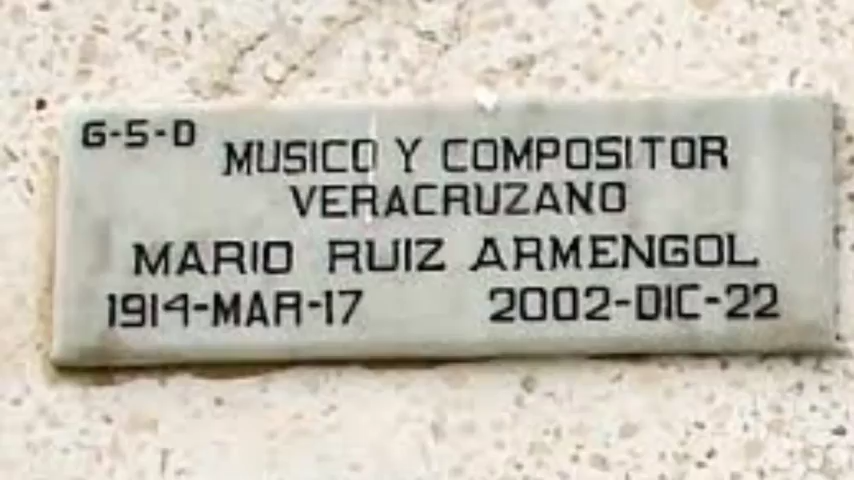 G-5-D
MUSICO Y COMPOSITOR
VERACRUZANO
MARIO RUIZ ARMENGOL
1914-MAR-17 2002-DIC-22